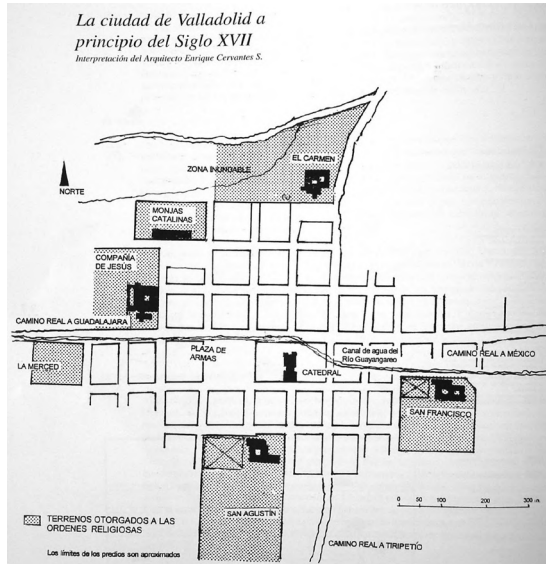 La ciudad de Valladolid a
principio del Siglo XVII
Interpretación del Arquitecto Enrique Cervantes S.
ZONA INUNDABLE
EL CARMEN
NORTE
MONJAS
CATALINAS
COMPAÑÍA
DE JESÚS
CAMINO REAL A GUADALAJARA
PLAZA DE
ARMAS
Canal de agua del
Río Guayangareo
CAMINO REAL A MÉXICO
LA MERCED
CATEDRAL
SAN FRANCISCO
0 50 100 200 300 m.
SAN AGUSTÍN
TERRENOS OTORGADOS A LAS
ORDENES RELIGIOSAS
CAMINO REAL A TIRIPETÍO
Los límites de los predios son aproximados